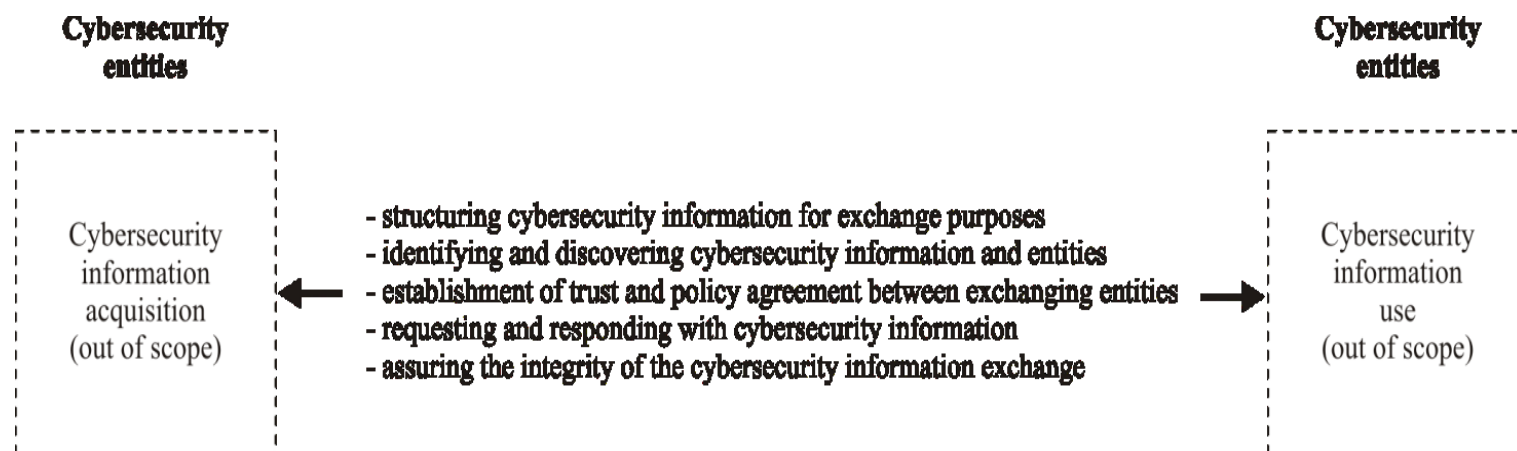 Cybersecurity
entities
Cybersecurity
entities
Cybersecurity
information
acquisition
(out of scope)
- structuring cybersecurity information for exchange purposes
- identifying and discovering cybersecurity information and entities
- establishment of trust and policy agreement between exchanging entities
- requesting and responding with cybersecurity information
- assuring the integrity of the cybersecurity information exchange
Cybersecurity
information
use
(out of scope)